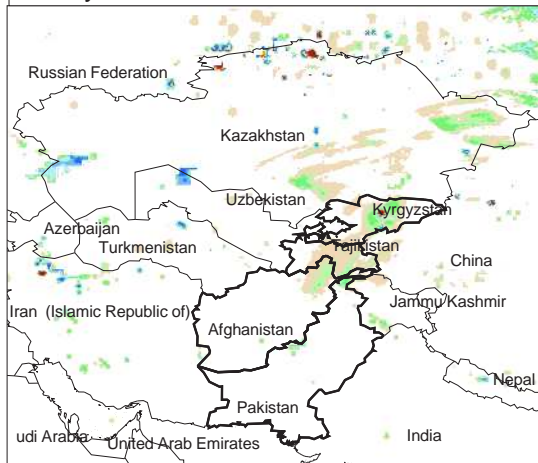 Russian Federation
Kazakhstan
Uzbekistan
Kyrgyzstan
Azerbaijan
Turkmenistan
Tajikistan
China
Iran (Islamic Republic of)
Jammu/Kashmir
Afghanistan
Nepal
Pakistan
udi Arabia
United Arab Emirates
India